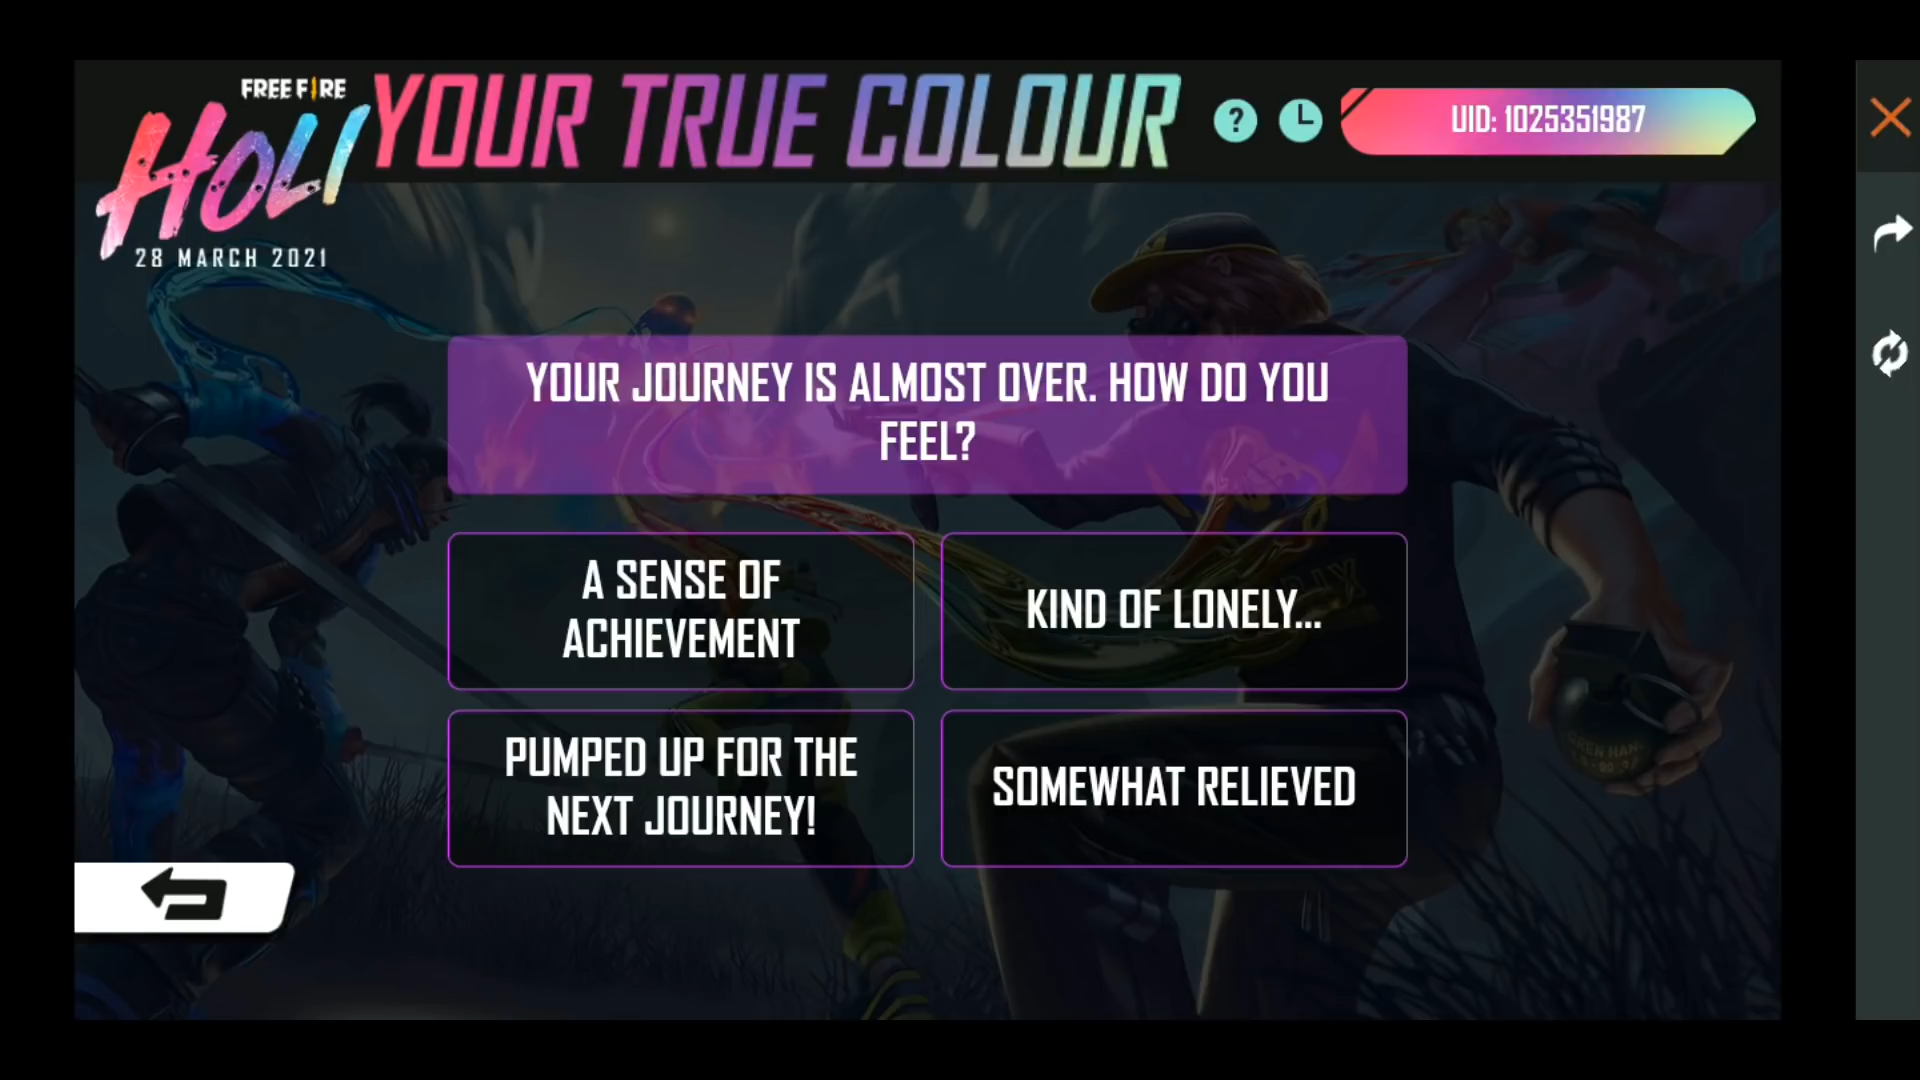 FREE FIRE
HOLI
28 MARCH 2021
YOUR TRUE COLOUR
?
UID: 1025351987
YOUR JOURNEY IS ALMOST OVER. HOW DO YOU
FEEL?
A SENSE OF
ACHIEVEMENT
KIND OF LONELY...
PUMPED UP FOR THE
NEXT JOURNEY!
SOMEWHAT RELIEVED